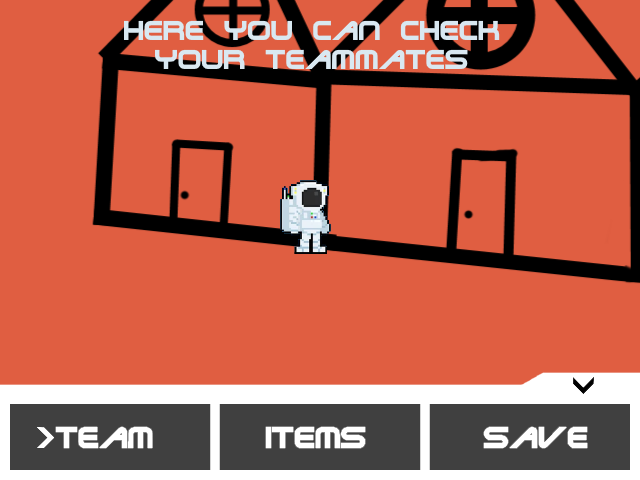 HERE YOU CAN CHECK
YOUR TEAMMATES
>TEAM
ITEMS
SAVE